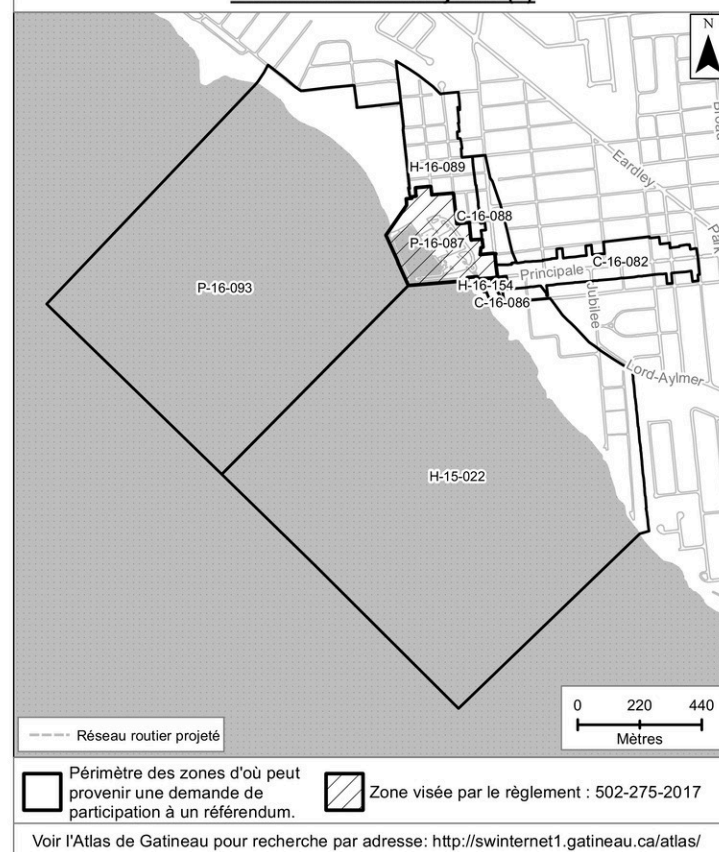 N
Eardley
Park
H-16-089
C-16-088
P-16-087
C-16-082
Principale
H-16-154
C-16-086
Jubilee
P-16-093
Lord-Aylmer
H-15-022
0 220 440
Mètres
Réseau routier projeté
Périmètre des zones d'où peut
provenir une demande de
participation à un référendum.
Zone visée par le règlement : 502-275-2017
Voir l'Atlas de Gatineau pour recherche par adresse: http://swinternet1.gatineau.ca/atlas/